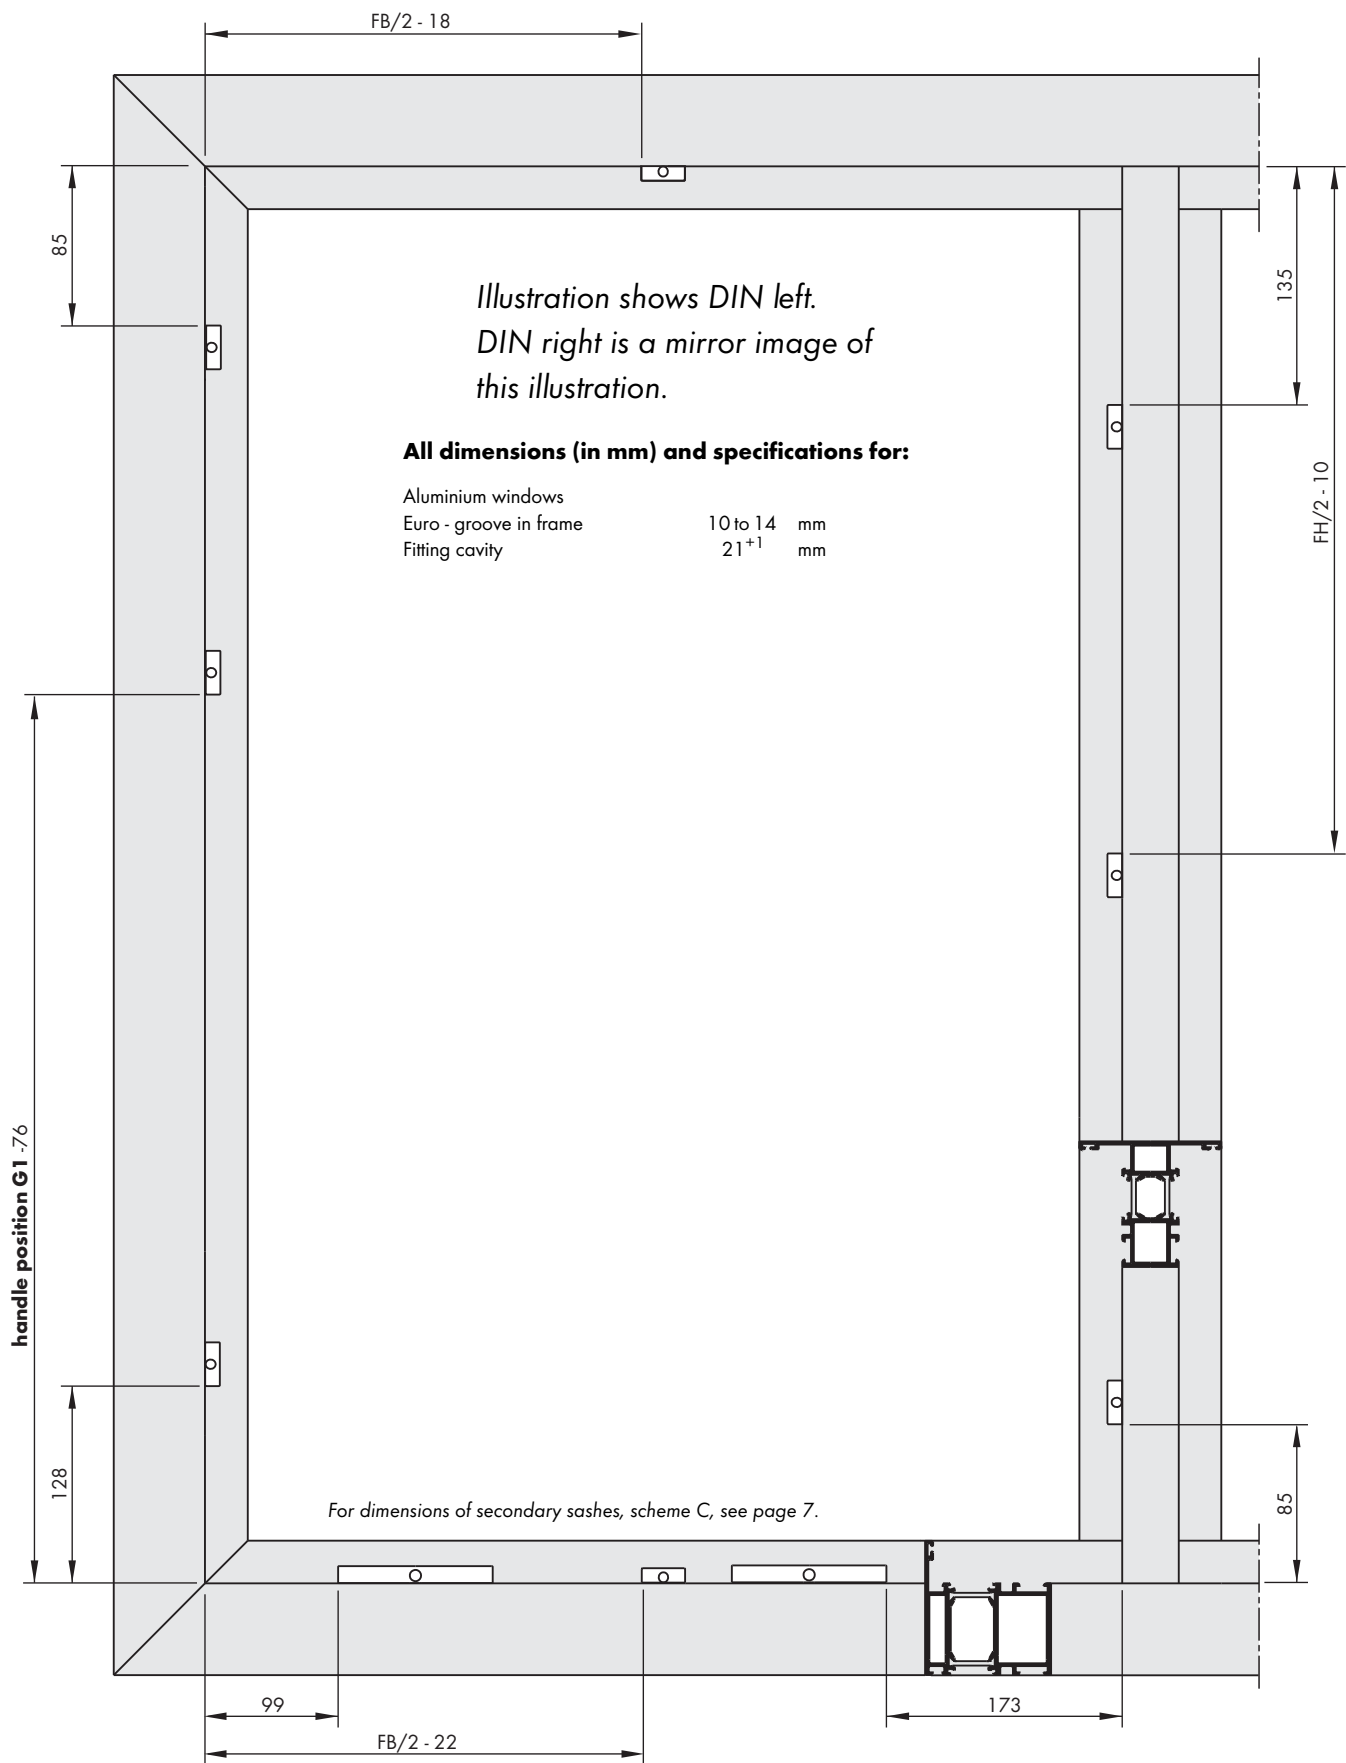 FB/2 - 18
85
135
Illustration shows DIN left.
DIN right is a mirror image of
this illustration.
All dimensions (in mm) and specifications for:
Aluminium windows
Euro - groove in frame 10 to 14 mm
Fitting cavity 21+1 mm
FH/2 - 10
handle position G1 -76
128
For dimensions of secondary sashes, scheme C, see page 7.
85
99
173
FB/2 - 22